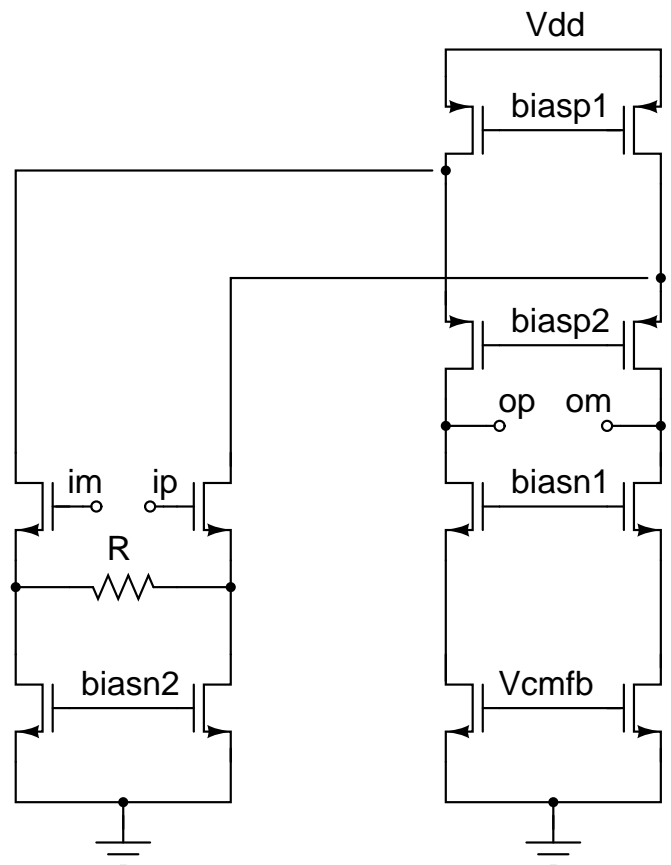 Vdd
biasp1
biasp2
op om
im ip
biasn1
R
biasn2
Vcmfb